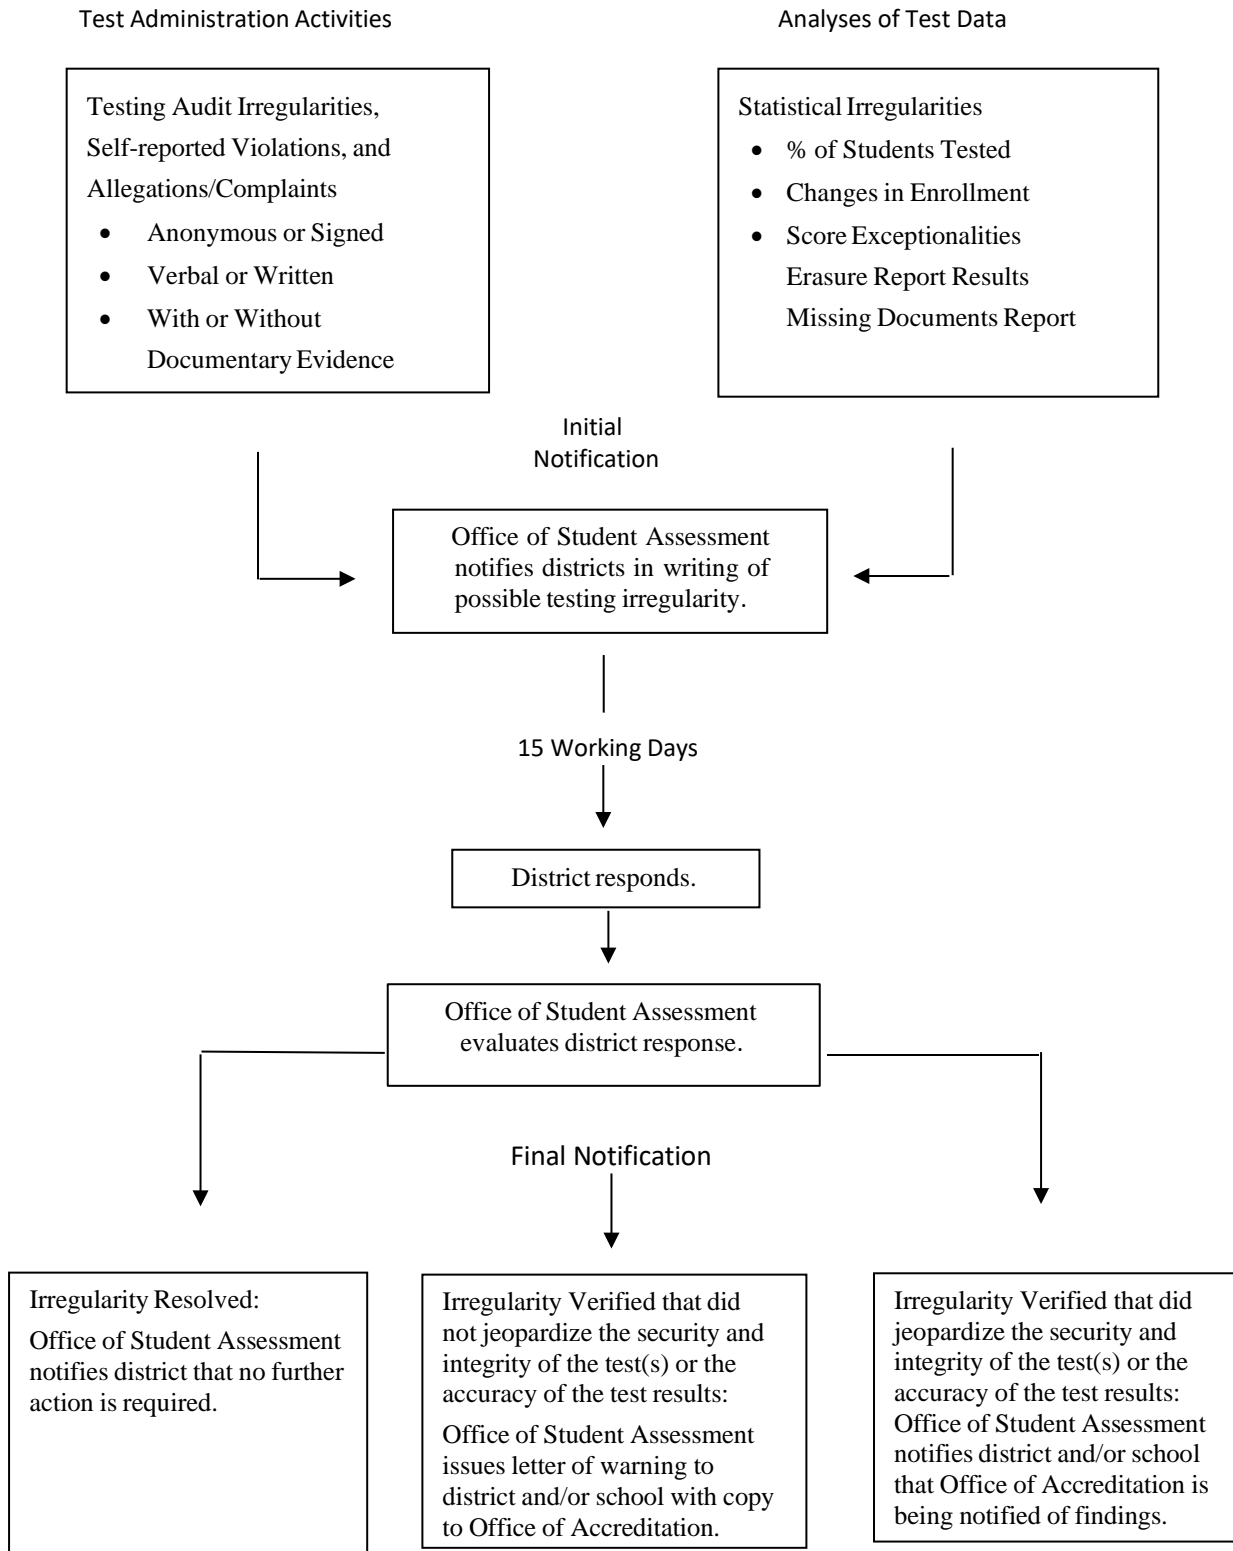 Test Administration Activities
Analyses of Test Data
Testing Audit Irregularities,
Self-reported Violations, and
Allegations/Complaints
• Anonymous or Signed
• Verbal or Written
• With or Without
Documentary Evidence
Statistical Irregularities
• % of Students Tested
• Changes in Enrollment
• Score Exceptionalities
Erasure Report Results
Missing Documents Report
Initial
Notification
Office of Student Assessment
notifies districts in writing of
possible testing irregularity.
15 Working Days
District responds.
Office of Student Assessment
evaluates district response.
Final Notification
Irregularity Resolved:
Office of Student Assessment
notifies district that no further
action is required.
Irregularity Verified that did
not jeopardize the security and
integrity of the test(s) or the
accuracy of the test results:
Office of Student Assessment
issues letter of warning to
district and/or school with copy
to Office of Accreditation.
Irregularity Verified that did
jeopardize the security and
integrity of the test(s) or the
accuracy of the test results:
Office of Student Assessment
notifies district and/or school
that Office of Accreditation is
being notified of findings.